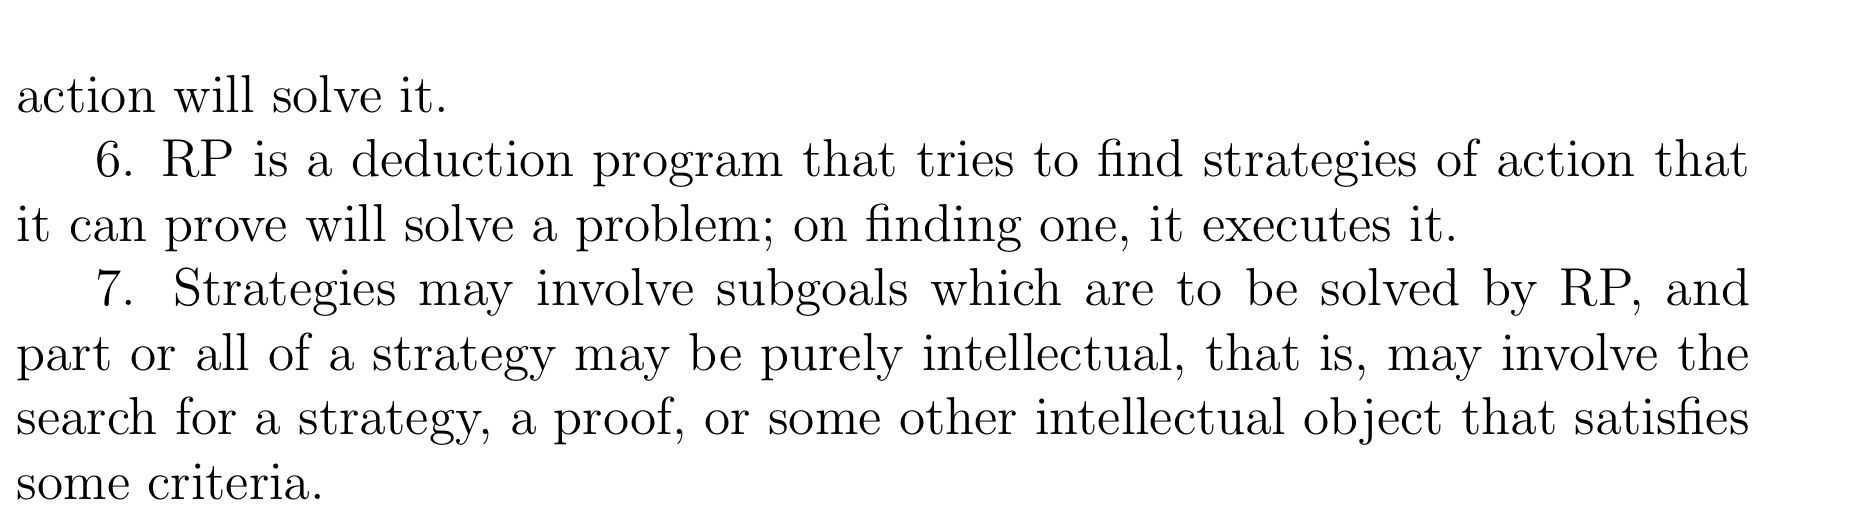 action will solve it.
6. RP is a deduction program that tries to find strategies of action that
it can prove will solve a problem; on finding one, it executes it.
7. Strategies may involve subgoals which are to be solved by RP, and
part or all of a strategy may be purely intellectual, that is, may involve the
search for a strategy, a proof, or some other intellectual object that satisfies
some criteria.